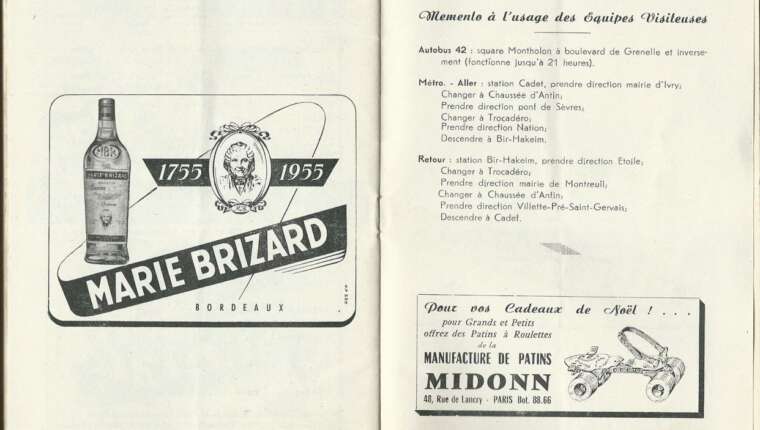 MARIE BRIZARD
1755
1955
MARIE BRIZARD
BORDEAUX
Memento à l'usage des Equipes Visiteuses
Autobus 42 : square Montholon à boulevard de Grenelle et inverse-
ment (fonctionne jusqu'à 21 heures).
Métro. - Aller : station Cadet, prendre direction mairie d'Ivry;
Changer à Chaussée d'Antin;
Prendre direction pont de Sèvres;
Changer à Trocadéro;
Prendre direction Nation;
Descendre à Bir-Hakeim.
Retour : station Bir-Hakeim, prendre direction Etoile;
Changer à Trocadéro;
Prendre direction mairie de Montreuil;
Changer à Chaussée d'Antin;
Prendre direction Villette-Pré-Saint-Gervais;
Descendre à Cadet.
Pour vos Cadeaux de Noël ! . . .
pour Grands et Petits
offrez des Patins à Roulettes
de la
MANUFACTURE DE PATINS
MIDONN
48, Rue de Lancry - PARIS Bot. 88.66